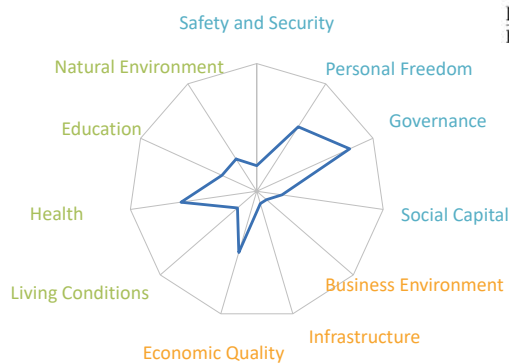 Safety and Security
Natural Environment
Personal Freedom
Education
Governance
Health
Social Capital
Living Conditions
Business Environment
Infrastructure
Economic Quality